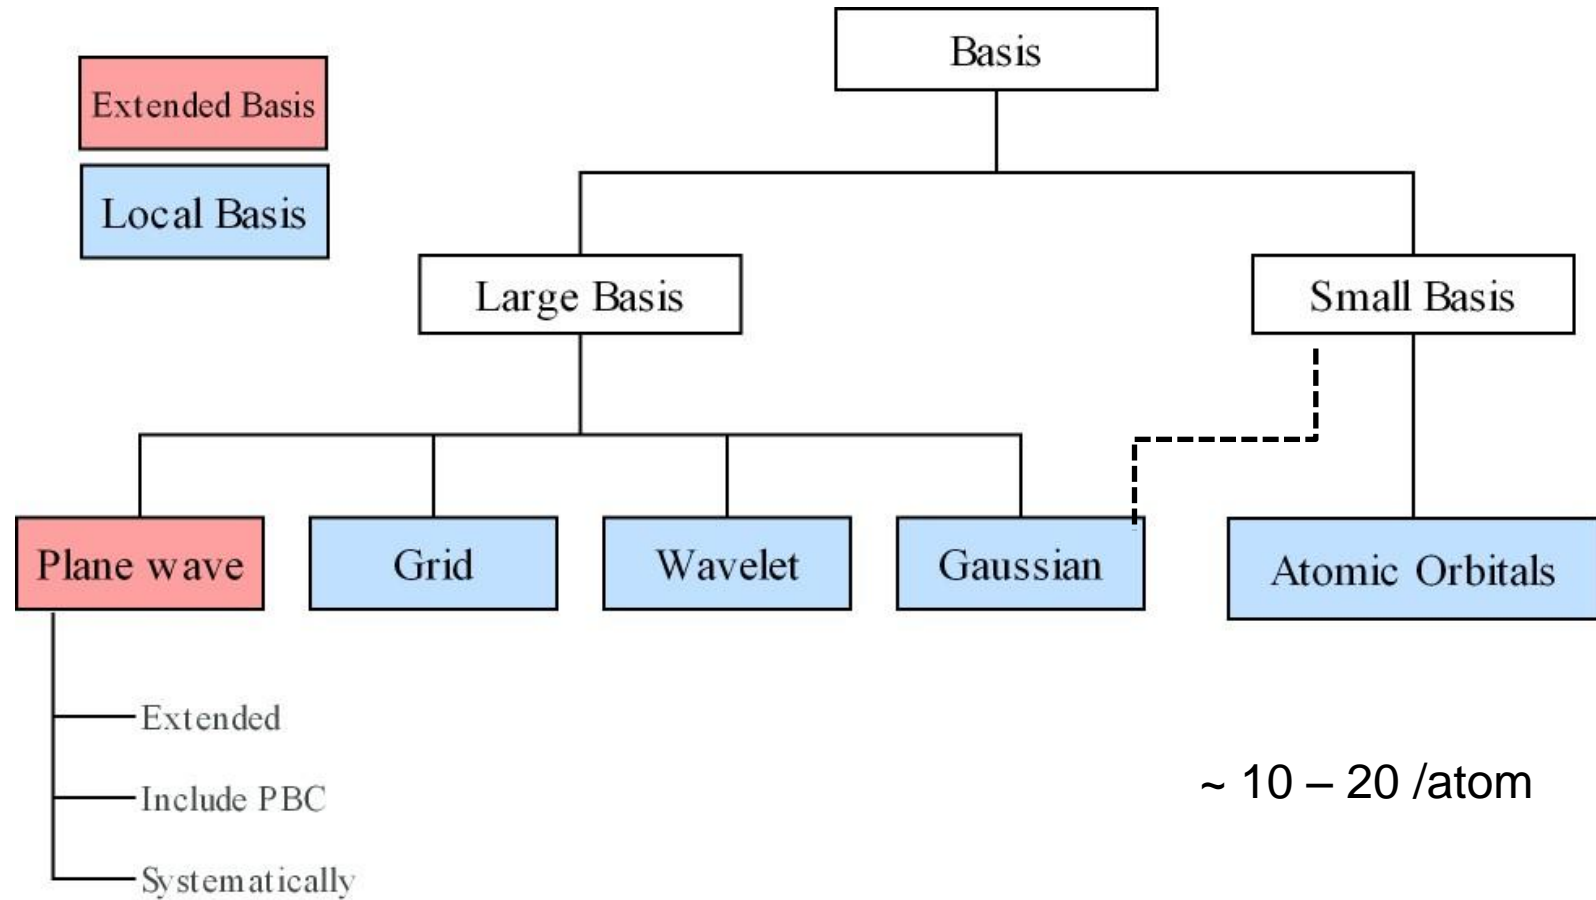 Basis
Extended Basis
Local Basis
Large Basis
Small Basis
Plane wave
Grid
Wavelet
Gaussian
Atomic Orbitals
Extended
Include PBC
Systematically
~ 10 – 20 /atom